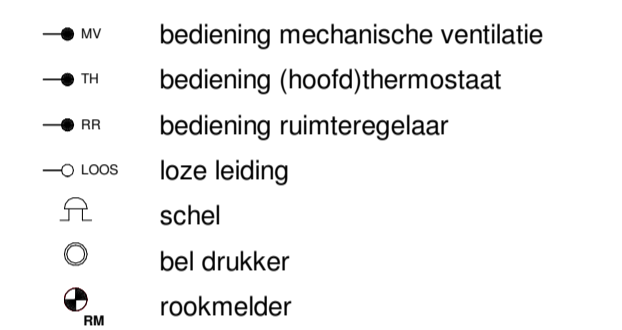 MV bediening mechanische ventilatie
TH bediening (hoofd)thermostaat
RR bediening ruimteregelaar
LOOS loze leiding
schel
bel drukker
RM rookmelder